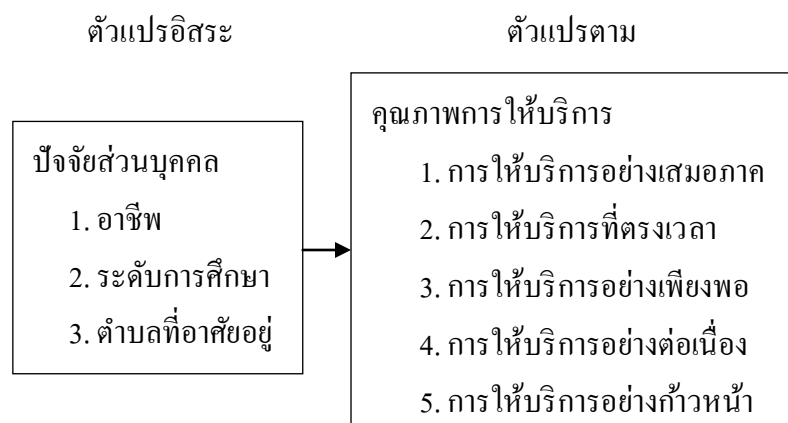 ตัวแปรอิสระ
ตัวแปรตาม
ปัจจัยส่วนบุคคล
1. อาชีพ
2. ระดับการศึกษา
3. ตำบลที่อาศัยอยู่
คุณภาพการให้บริการ
1. การให้บริการอย่างเสมอภาค
2. การให้บริการที่ตรงเวลา
3. การให้บริการอย่างเพียงพอ
4. การให้บริการอย่างต่อเนื่อง
5. การให้บริการอย่างก้าวหน้า